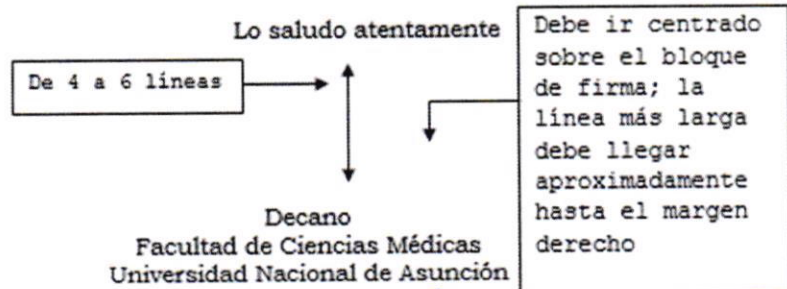 Lo saludo atentamente
De 4 a 6 líneas
Debe ir centrado
sobre el bloque
de firma; la
línea más larga
debe llegar
aproximadamente
hasta el margen
derecho
Decano
Facultad de Ciencias Médicas
Universidad Nacional de Asunción